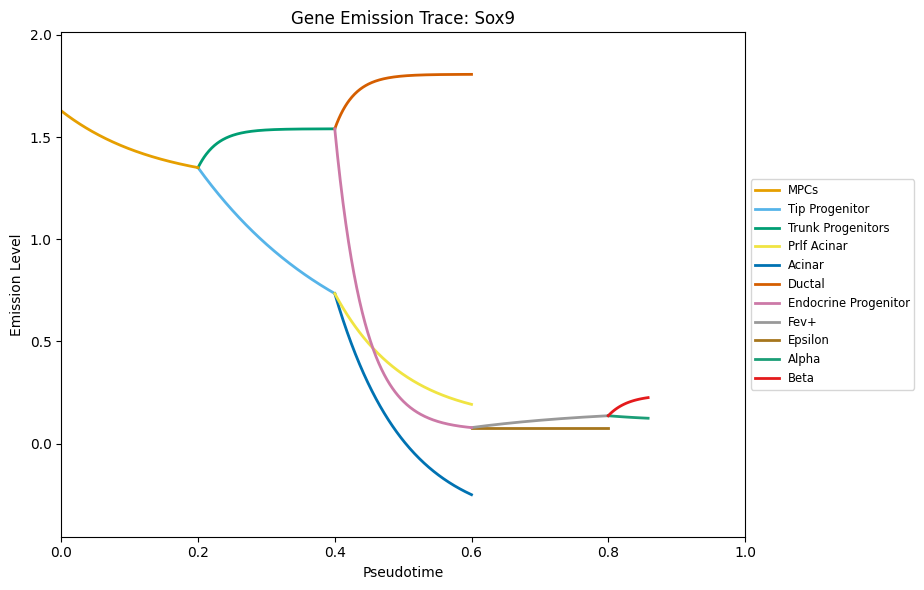 Gene Emission Trace: Sox9
2.0
1.5
1.0
0.5
0.0
Emission Level
0.0 0.2 0.4 0.6 0.8 1.0
Pseudotime
MPCs
Tip Progenitor
Trunk Progenitors
Prlf Acinar
Acinar
Ductal
Endocrine Progenitor
Fev+
Epsilon
Alpha
Beta